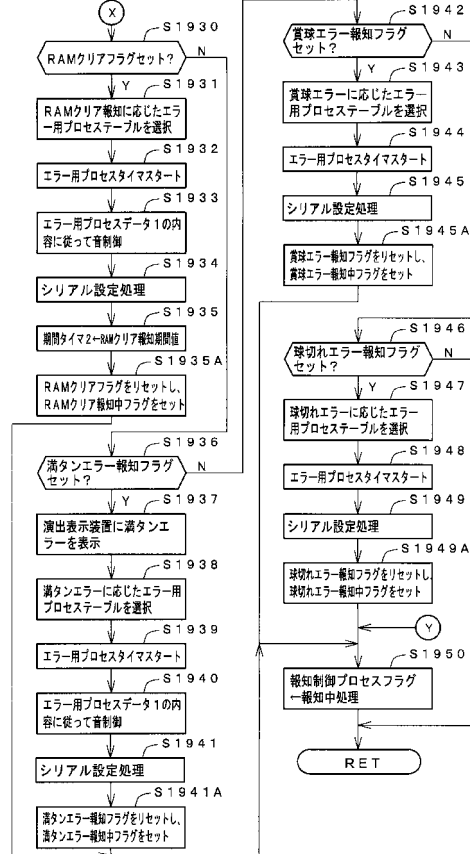 X
S1930
RAMクリアフラグセット?
N
Y
S1931
RAMクリア報知に応じたエラ
ー用プロセステーブルを選択
S1932
エラー用プロセスタイマスタート
S1933
エラー用プロセスデータ1の内
容に従って音制御
S1934
シリアル設定処理
S1935
期間タイマ2←RAMクリア報知期間値
S1935A
RAMクリアフラグをリセットし、
RAMクリア報知中フラグをセット
S1936
満タンエラー報知フラグ
セット?
N
Y
S1937
演出表示装置に満タンエ
ラーを表示
S1938
満タンエラーに応じたエラー用
プロセステーブルを選択
S1939
エラー用プロセスタイマスタート
S1940
エラー用プロセスデータ1の内
容に従って音制御
S1941
シリアル設定処理
S1941A
満タンエラー報知フラグをリセットし、
満タンエラー報知中フラグをセット
S1942
賞球エラー報知フラグ
セット?
N
Y
S1943
賞球エラーに応じたエラー
用プロセステーブルを選択
S1944
エラー用プロセスタイマスタート
S1945
シリアル設定処理
S1945A
賞球エラー報知フラグをリセットし、
賞球エラー報知中フラグをセット
S1946
球切れエラー報知フラグ
セット?
N
Y
S1947
球切れエラーに応じたエラー
用プロセステーブルを選択
S1948
エラー用プロセスタイマスタート
S1949
シリアル設定処理
S1949A
球切れエラー報知フラグをリセットし、
球切れエラー報知中フラグをセット
Y
S1950
報知制御プロセスフラグ
←報知中処理
RET